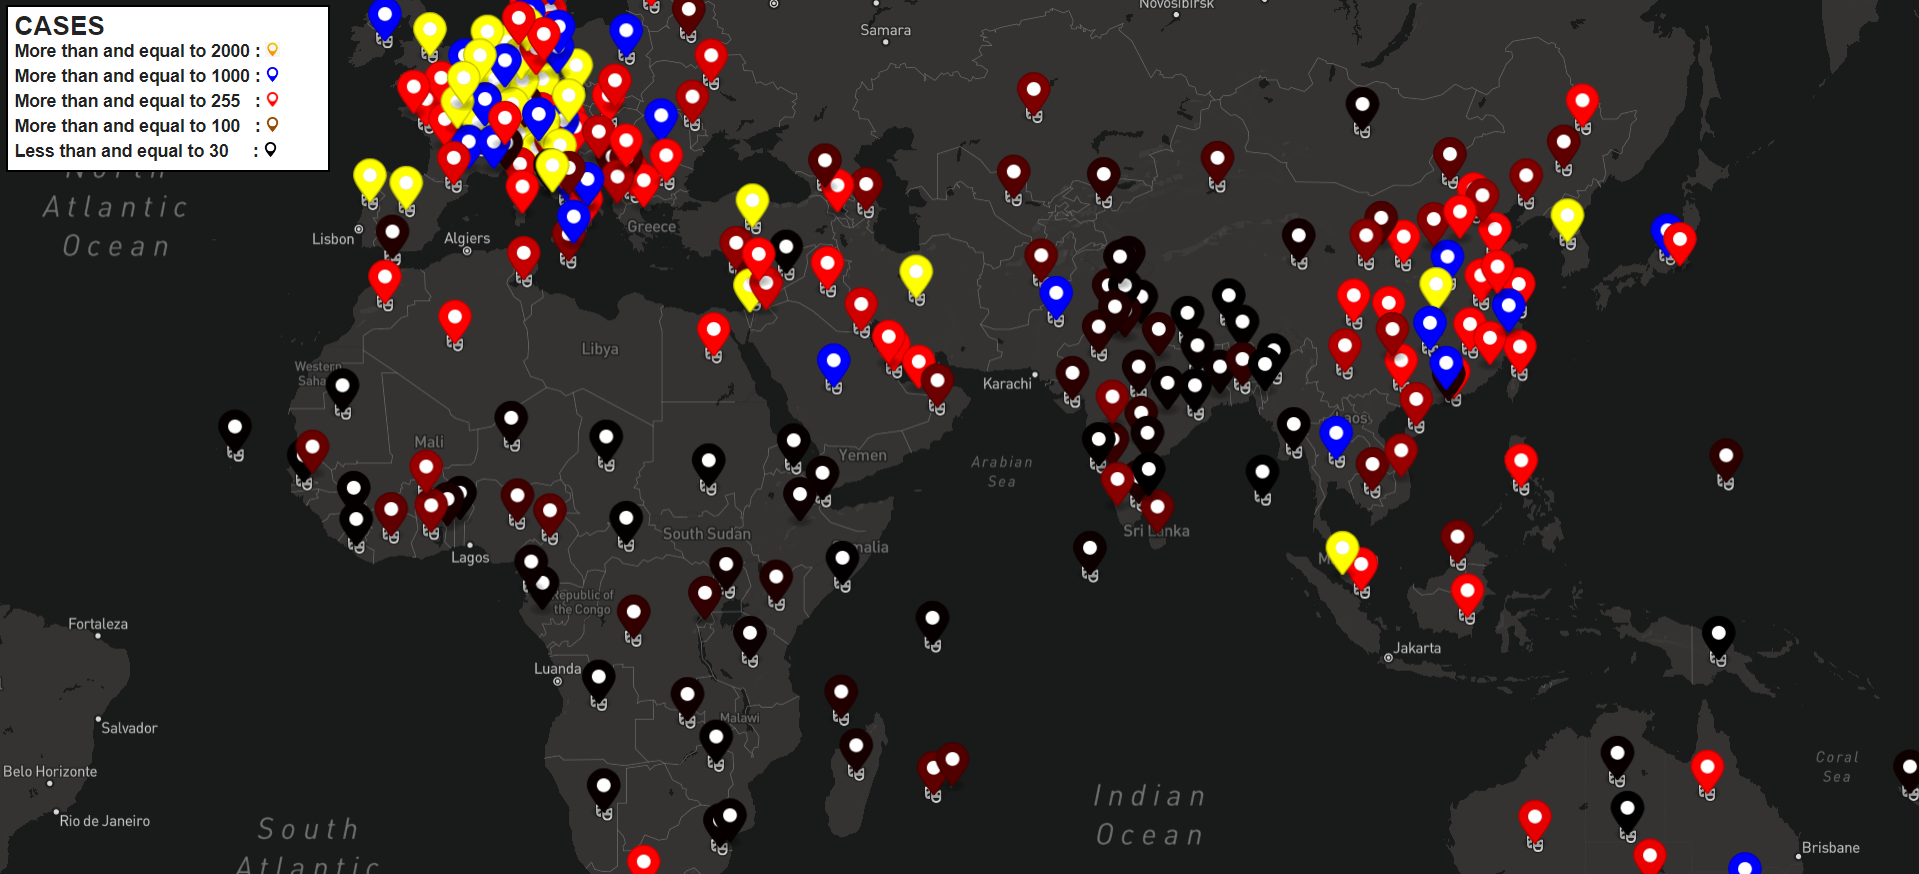 CASES
More than and equal to 2000 :
More than and equal to 1000 :
More than and equal to 255 :
More than and equal to 100 :
Less than and equal to 30 :
Novosibirsk
Samara
North
Atlantic
Ocean
Lisbon
Algiers
Greece
Libya
Western
Karachi
Mali
Yemen
Arabian
Sea
Laos
South Sudan
Sri Lanka
Lagos
Republic of
the Congo
Fortaleza
Jakarta
Luanda
Malawi
Salvador
Belo Horizonte
Rio de Janeiro
Coral
Sea
Indian
Ocean
South
Atlantic
Brisbane